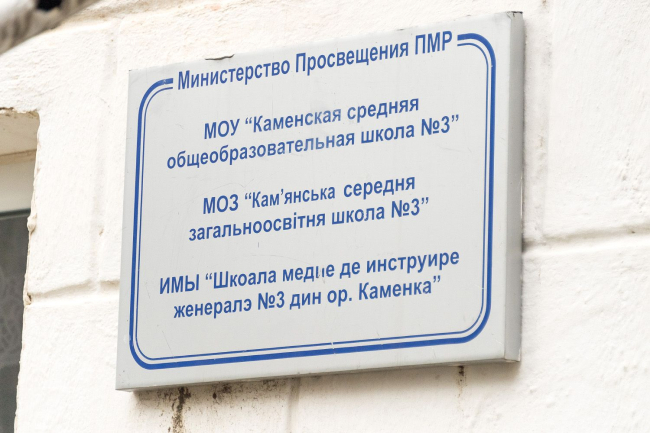 Министерство Просвещения ПМР
МОУ “Каменская средняя
общеобразовательная школа №3”
МОЗ “Кам’янська середня
загальноосвітня школа №3”
ИМЫ “Школала медие де инструире
женералэ №3 дин ор. Каменка”